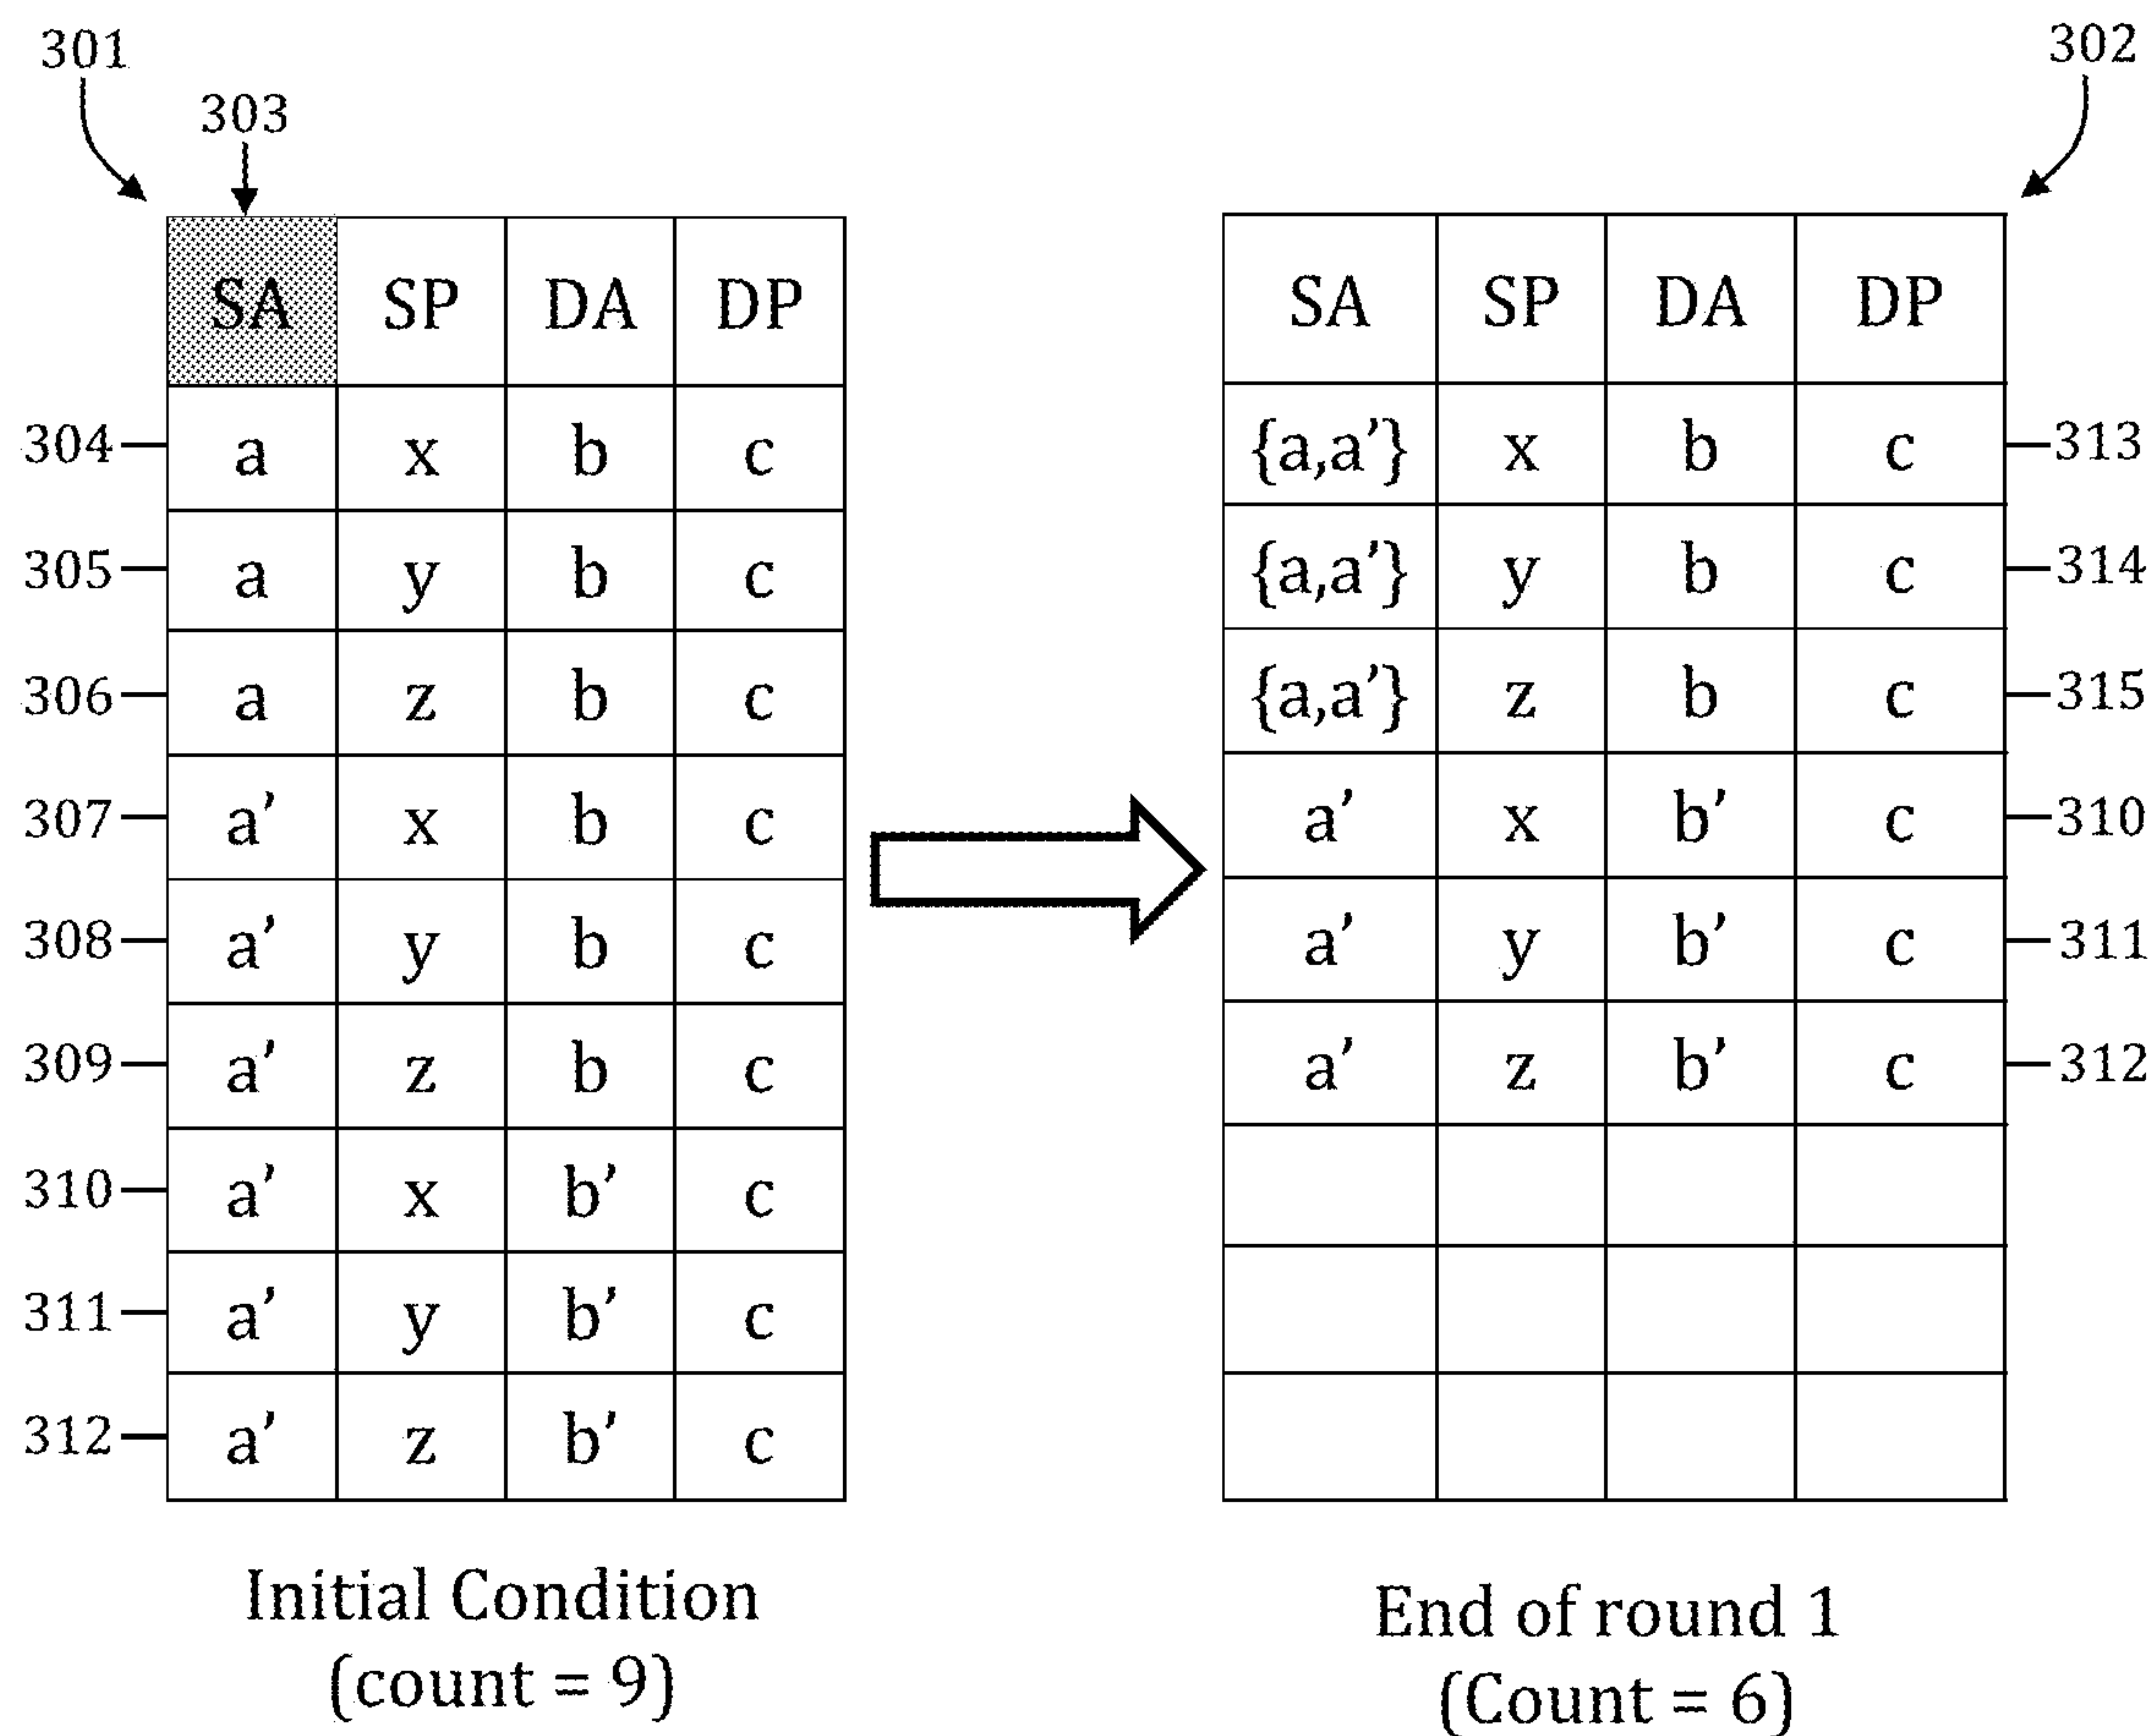 301
302
303
SA SP DA DP
SA SP DA DP
304 a x b c
{a,a’} x b c 313
305 a y b c
{a,a’} y b c 314
306 a z b c
{a,a’} z b c 315
307 a’ x b c
a’ x b’ c 310
308 a’ y b c
a’ y b’ c 311
309 a’ z b c
a’ z b’ c 312
310 a’ x b’ c
311 a’ y b’ c
312 a’ z b’ c
Initial Condition
(count = 9)
End of round 1
(Count = 6)